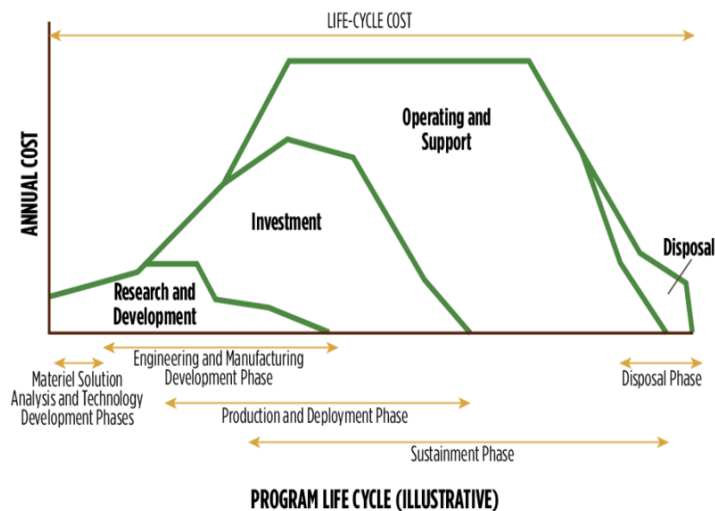 LIFE-CYCLE COST
ANNUAL COST
Operating and
Support
Investment
Disposal
Research and
Development
Materiel Solution
Analysis and Technology
Development Phases
Engineering and Manufacturing
Development Phase
Disposal Phase
Production and Deployment Phase
Sustainment Phase
PROGRAM LIFE CYCLE (ILLUSTRATIVE)